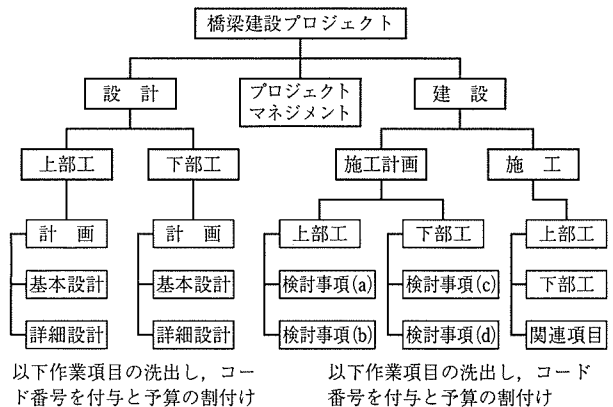 橋梁建設プロジェクト
設 計
プロジェクト
マネジメント
建 設
上部工
下部工
施工計画
施 工
計 画
計 画
上部工
下部工
上部工
基本設計
基本設計
検討事項(a)
検討事項(c)
下部工
詳細設計
詳細設計
検討事項(b)
検討事項(d)
関連項目
以下作業項目の洗出し，コー
ド番号を付与と予算の割付け
以下作業項目の洗出し，コード
番号を付与と予算の割付け